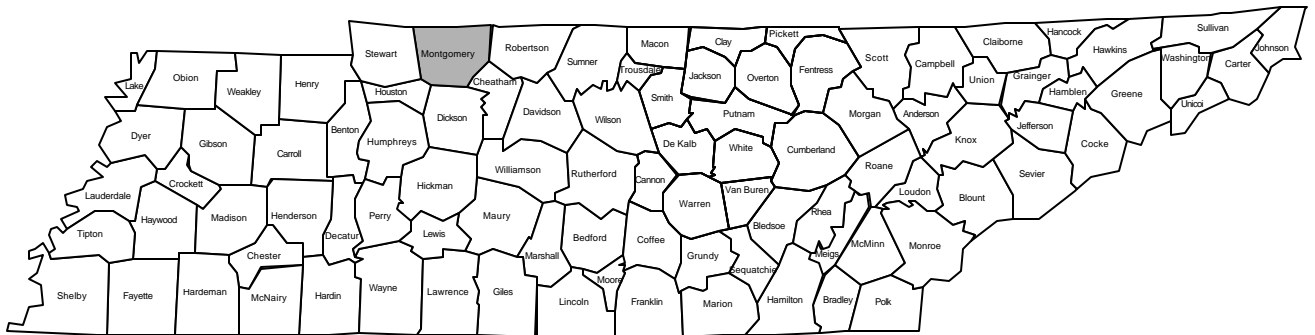 Stewart
Montgomery
Robertson
Sumner
Macon
Clay
Pickett
Scott
Campbell
Claiborne
Hancock
Hawkins
Sullivan
Johnson
Lake
Obion
Weakley
Henry
Houston
Cheatham
Trousdale
Jackson
Overton
Fentress
Union
Grainger
Hamblen
Greene
Washington
Carter
Unicoi
Dyer
Gibson
Carroll
Benton
Humphreys
Dickson
Davidson
Wilson
Smith
Putnam
Morgan
Anderson
Knox
Jefferson
Cocke
Lauderdale
Crockett
Hickman
Williamson
Rutherford
Cannon
De Kalb
White
Cumberland
Roane
Loudon
Blount
Sevier
Tipton
Haywood
Madison
Henderson
Decatur
Perry
Lewis
Maury
Marshall
Bedford
Coffee
Warren
Van Buren
Bledsoe
Rhea
Meigs
McMinn
Monroe
Shelby
Fayette
Hardeman
Chester
McNairy
Hardin
Wayne
Lawrence
Giles
Lincoln
Moore
Franklin
Grundy
Sequatchie
Marion
Hamilton
Bradley
Polk